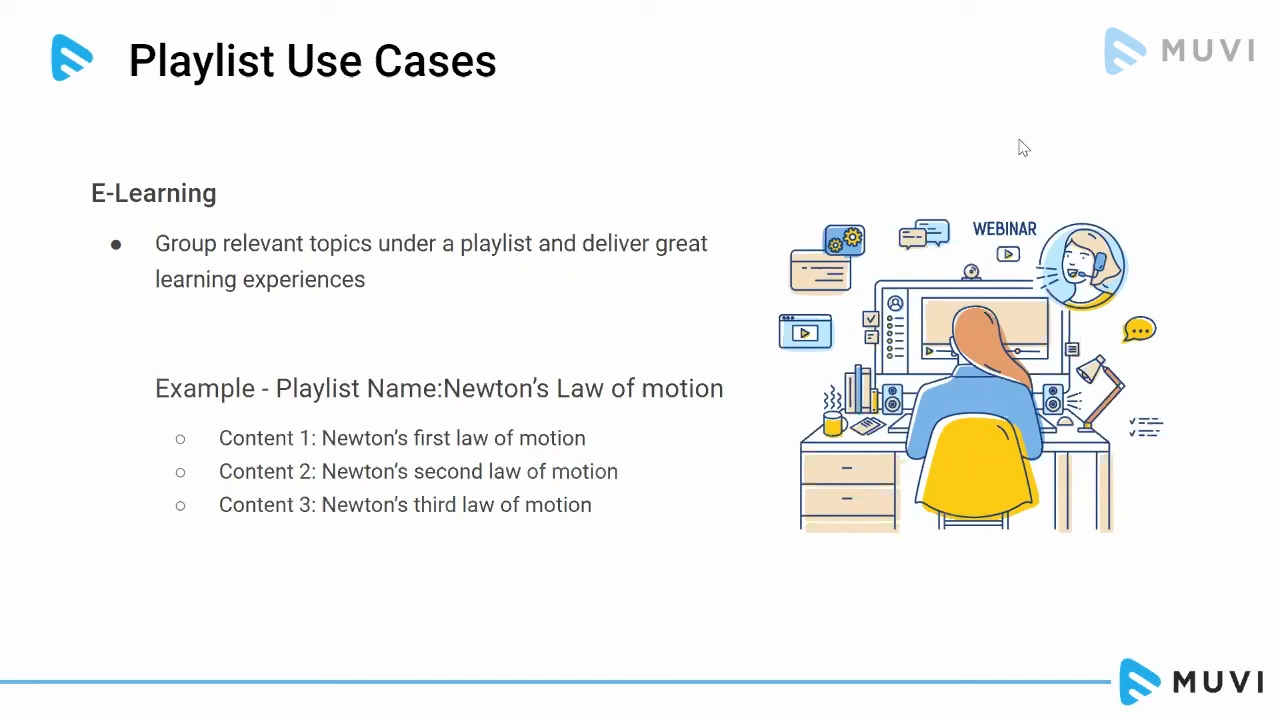 Playlist Use Cases
MUVI
E-Learning
● Group relevant topics under a playlist and deliver great
learning experiences
WEBINAR
Example - Playlist Name:Newton’s Law of motion
○ Content 1: Newton’s first law of motion
○ Content 2: Newton’s second law of motion
○ Content 3: Newton’s third law of motion
MUVI